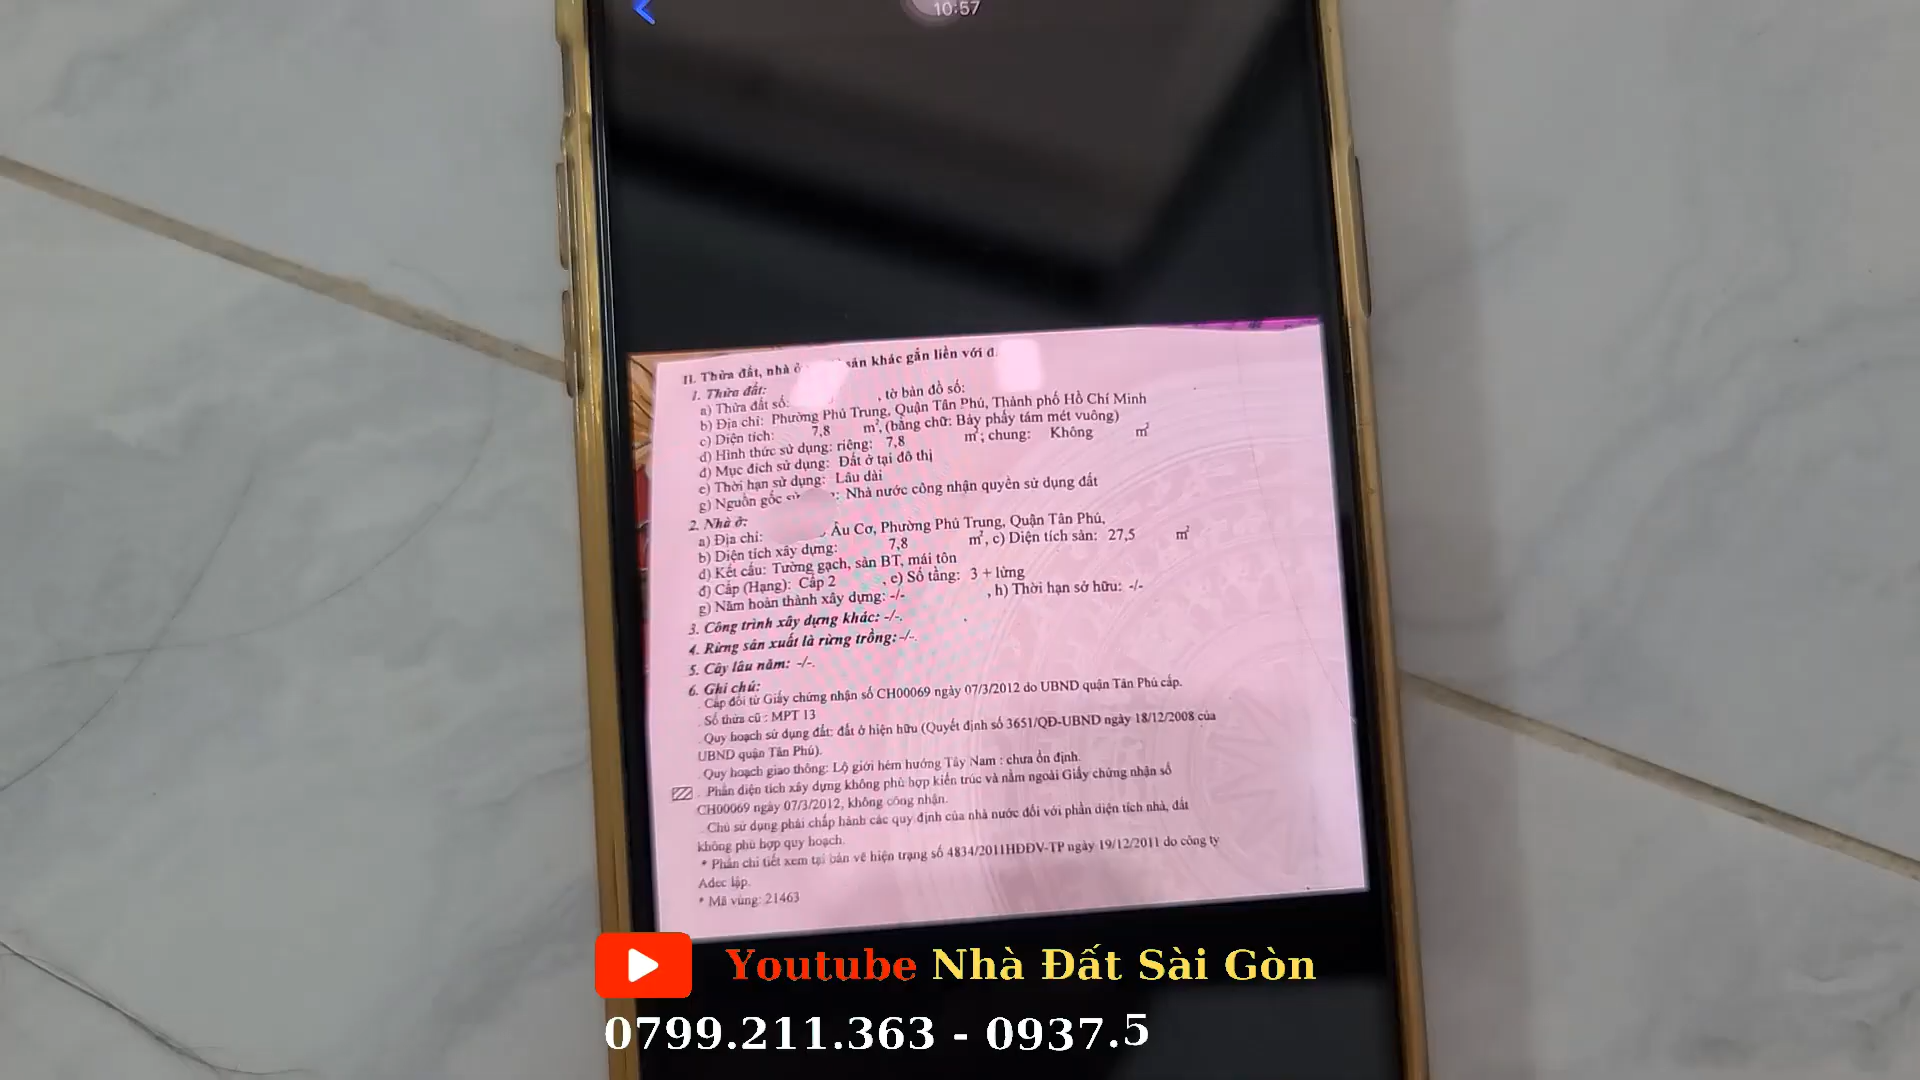 10:57
II. Thửa đất, nhà ở sản khác gắn liền với đ
1. Thửa đất:
a) Thửa đất số: , tờ bản đồ số:
b) Địa chỉ: Phường Phú Trung, Quận Tân Phú, Thành phố Hồ Chí Minh
c) Diện tích: 7,8 m², (bằng chữ: Bảy phẩy tám mét vuông)
d) Hình thức sử dụng: riêng: 7,8 m²; chung: Không m²
đ) Mục đích sử dụng: Đất ở tại đô thị
e) Thời hạn sử dụng: Lâu dài
g) Nguồn gốc sử : Nhà nước công nhận quyền sử dụng đất
2. Nhà ở:
a) Địa chỉ: Âu Cơ, Phường Phú Trung, Quận Tân Phú,
b) Diện tích xây dựng: 7,8 m², c) Diện tích sàn: 27,5 m²
d) Kết cấu: Tường gạch, sàn BT, mái tôn
đ) Cấp (Hạng): Cấp 2 , e) Số tầng: 3 + lửng
g) Năm hoàn thành xây dựng: -/- , h) Thời hạn sở hữu: -/-
3. Công trình xây dựng khác: -/-.
4. Rừng sản xuất là rừng trồng: -/-.
5. Cây lâu năm: -/-.
6. Ghi chú:
. Cấp đổi từ Giấy chứng nhận số CH00069 ngày 07/3/2012 do UBND quận Tân Phú cấp.
. Số thửa cũ : MPT 13
. Quy hoạch sử dụng đất: đất ở hiện hữu (Quyết định số 3651/QĐ-UBND ngày 18/12/2008 của
UBND quận Tân Phú).
. Quy hoạch giao thông: Lộ giới hẻm hướng Tây Nam : chưa ổn định.
. Phần diện tích xây dựng không phù hợp kiến trúc và nằm ngoài Giấy chứng nhận số
CH00069 ngày 07/3/2012, không công nhận.
. Chủ sử dụng phải chấp hành các quy định của nhà nước đối với phần diện tích nhà, đất
không phù hợp quy hoạch.
* Phần chi tiết xem tại bản vẽ hiện trạng số 4834/2011HĐĐV-TP ngày 19/12/2011 do công ty
Adec lập.
* Mã vùng: 21463
Youtube Nhà Đất Sài Gòn
0799.211.363 - 0937.5